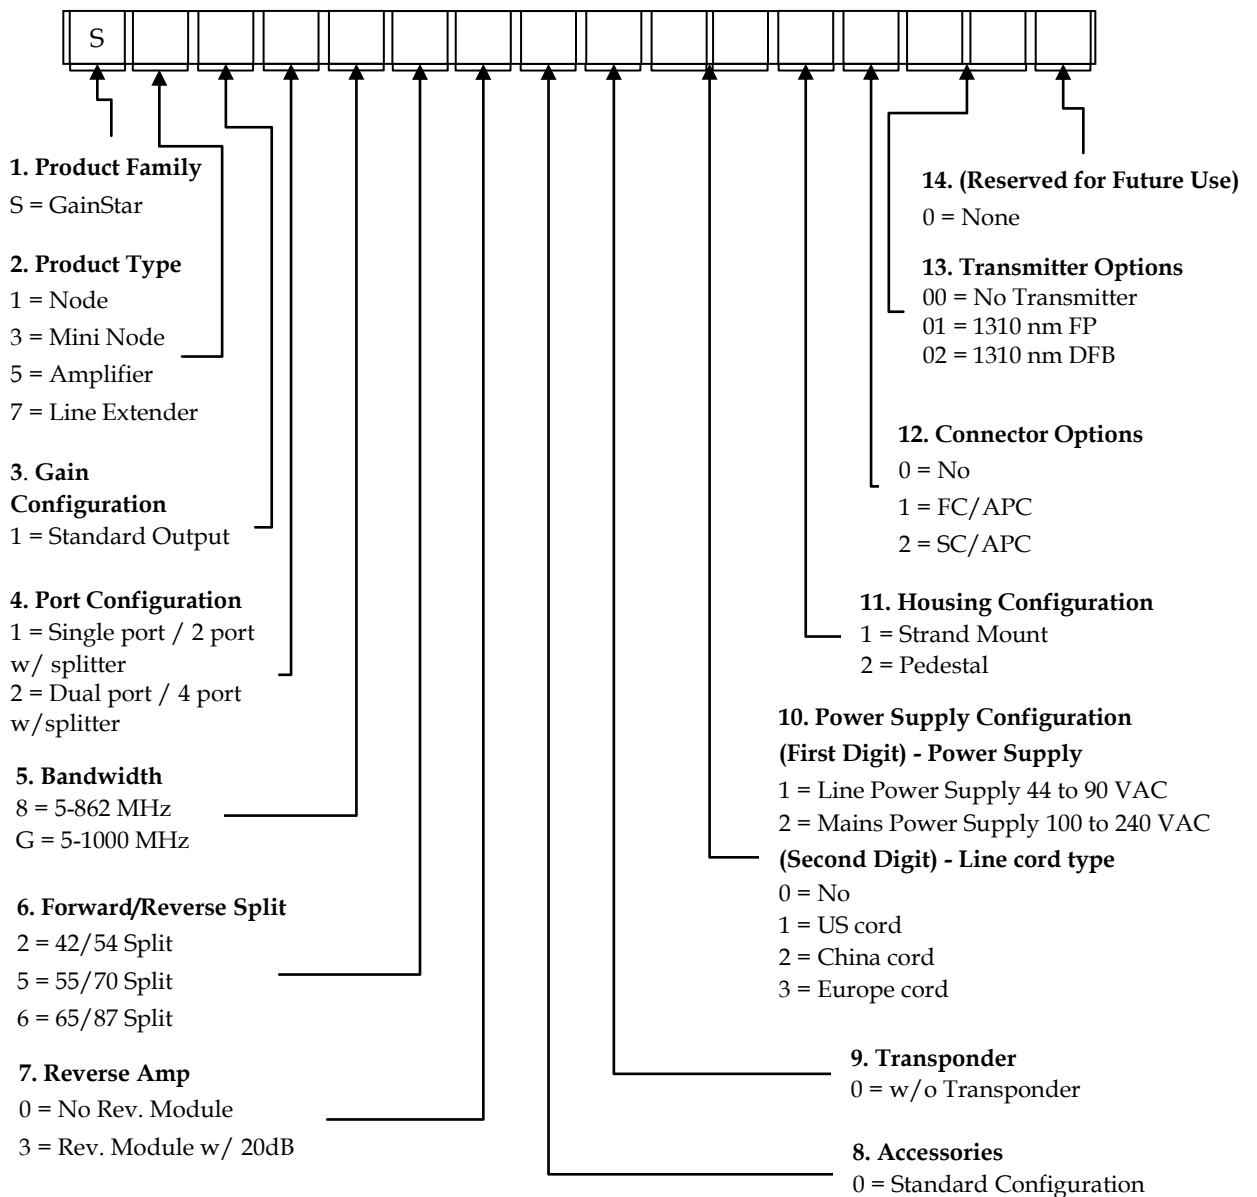 S
1. Product Family
S = GainStar
2. Product Type
1 = Node
3 = Mini Node
5 = Amplifier
7 = Line Extender
3. Gain
Configuration
1 = Standard Output
4. Port Configuration
1 = Single port / 2 port
w/ splitter
2 = Dual port / 4 port
w/splitter
5. Bandwidth
8 = 5-862 MHz
G = 5-1000 MHz
6. Forward/Reverse Split
2 = 42/54 Split
5 = 55/70 Split
6 = 65/87 Split
7. Reverse Amp
0 = No Rev. Module
3 = Rev. Module w/ 20dB
14. (Reserved for Future Use)
0 = None
13. Transmitter Options
00 = No Transmitter
01 = 1310 nm FP
02 = 1310 nm DFB
12. Connector Options
0 = No
1 = FC/APC
2 = SC/APC
11. Housing Configuration
1 = Strand Mount
2 = Pedestal
10. Power Supply Configuration
(First Digit) - Power Supply
1 = Line Power Supply 44 to 90 VAC
2 = Mains Power Supply 100 to 240 VAC
(Second Digit) - Line cord type
0 = No
1 = US cord
2 = China cord
3 = Europe cord
9. Transponder
0 = w/o Transponder
8. Accessories
0 = Standard Configuration